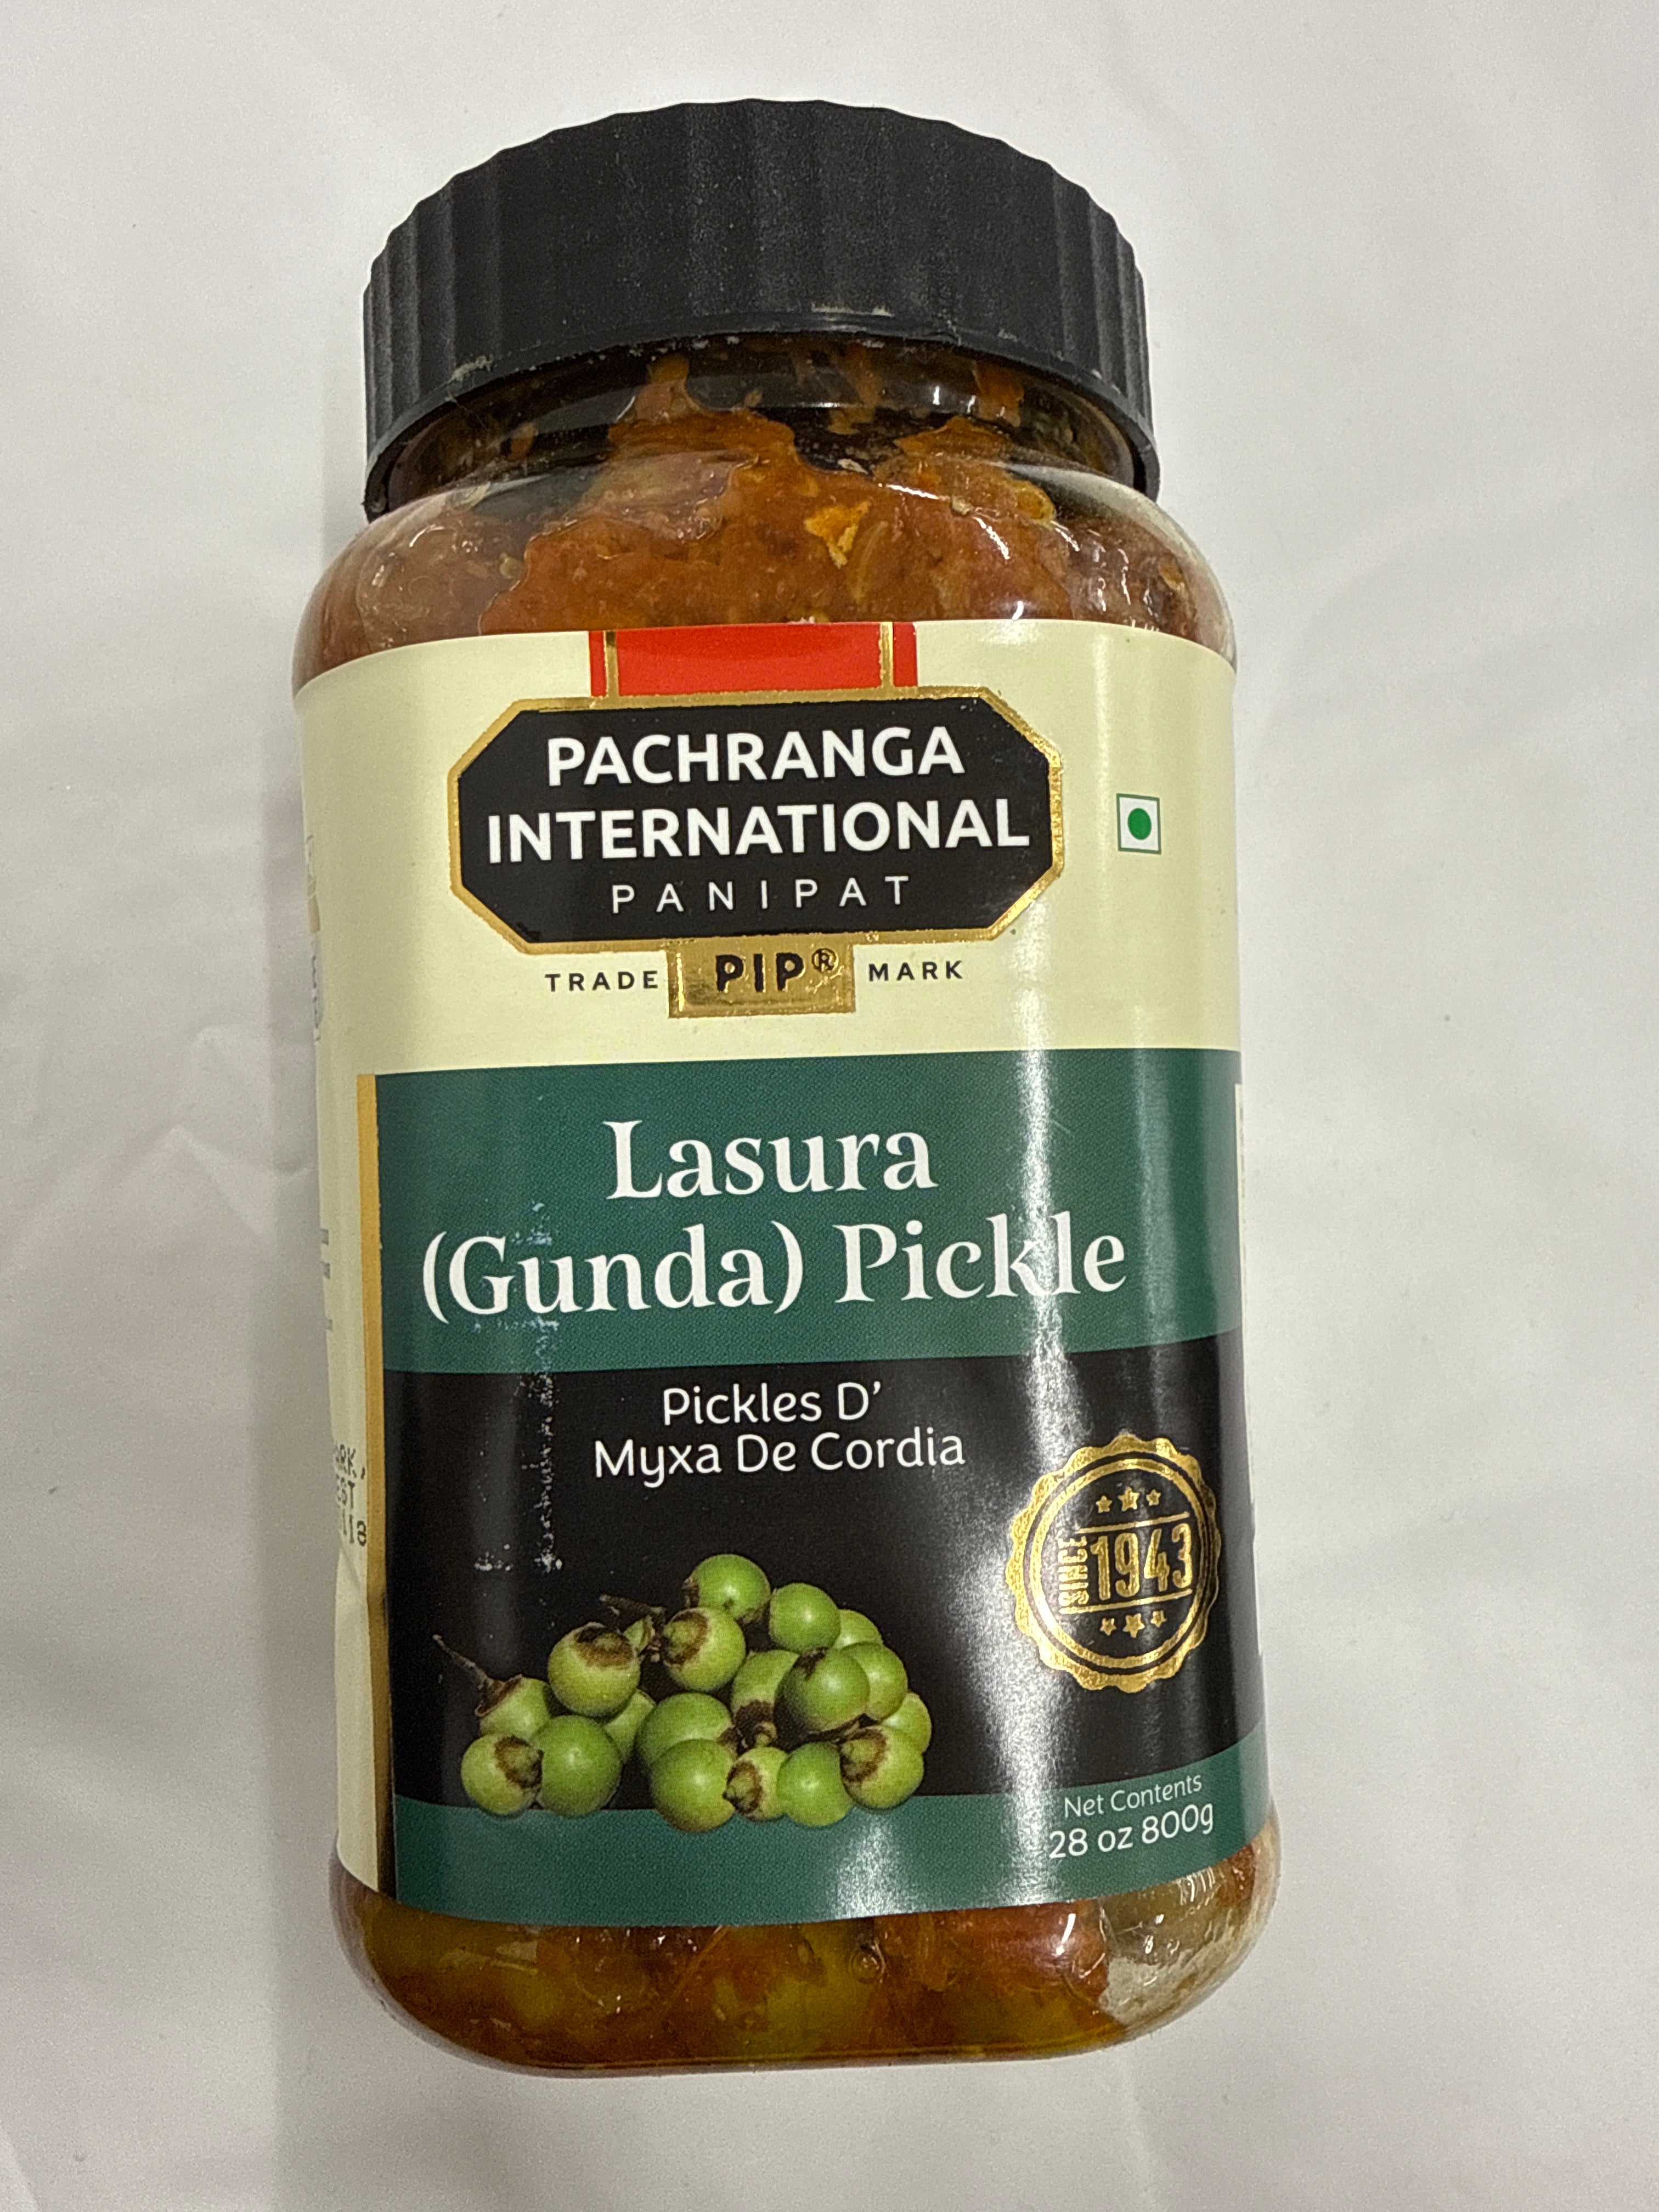 PACHRANGA
INTERNATIONAL
PANIPAT
TRADE PIP® MARK
Lasura
(Gunda) Pickle
Pickles D’
Myxa De Cordia
SINCE 1943
Net Contents
28 oz 800g